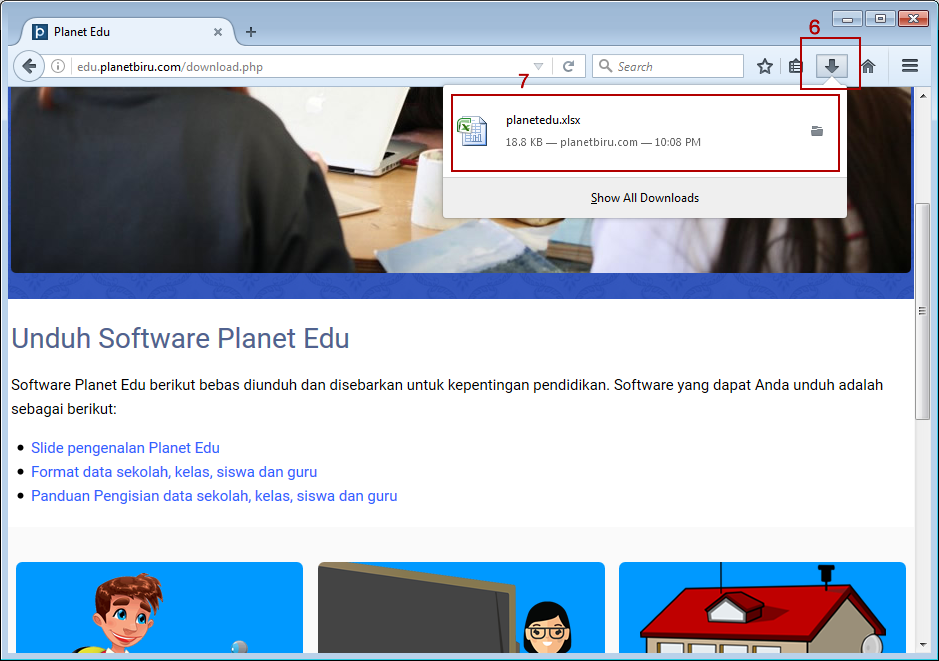 Planet Edu
6
edu.planetbiru.com/download.php
Search
7
planetedu.xlsx
18.8 KB — planetbiru.com — 10:08 PM
Show All Downloads
Unduh Software Planet Edu
Software Planet Edu berikut bebas diunduh dan disebarkan untuk kepentingan pendidikan. Software yang dapat Anda unduh adalah
sebagai berikut:
Slide pengenalan Planet Edu
Format data sekolah, kelas, siswa dan guru
Panduan Pengisian data sekolah, kelas, siswa dan guru